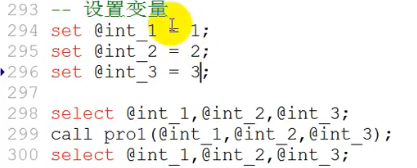 293 -- 设置变量
294 set @int_1 = 1;
295 set @int_2 = 2;
296 set @int_3 = 3;
297
298 select @int_1,@int_2,@int_3;
299 call pro1(@int_1,@int_2,@int_3);
300 select @int_1,@int_2,@int_3;